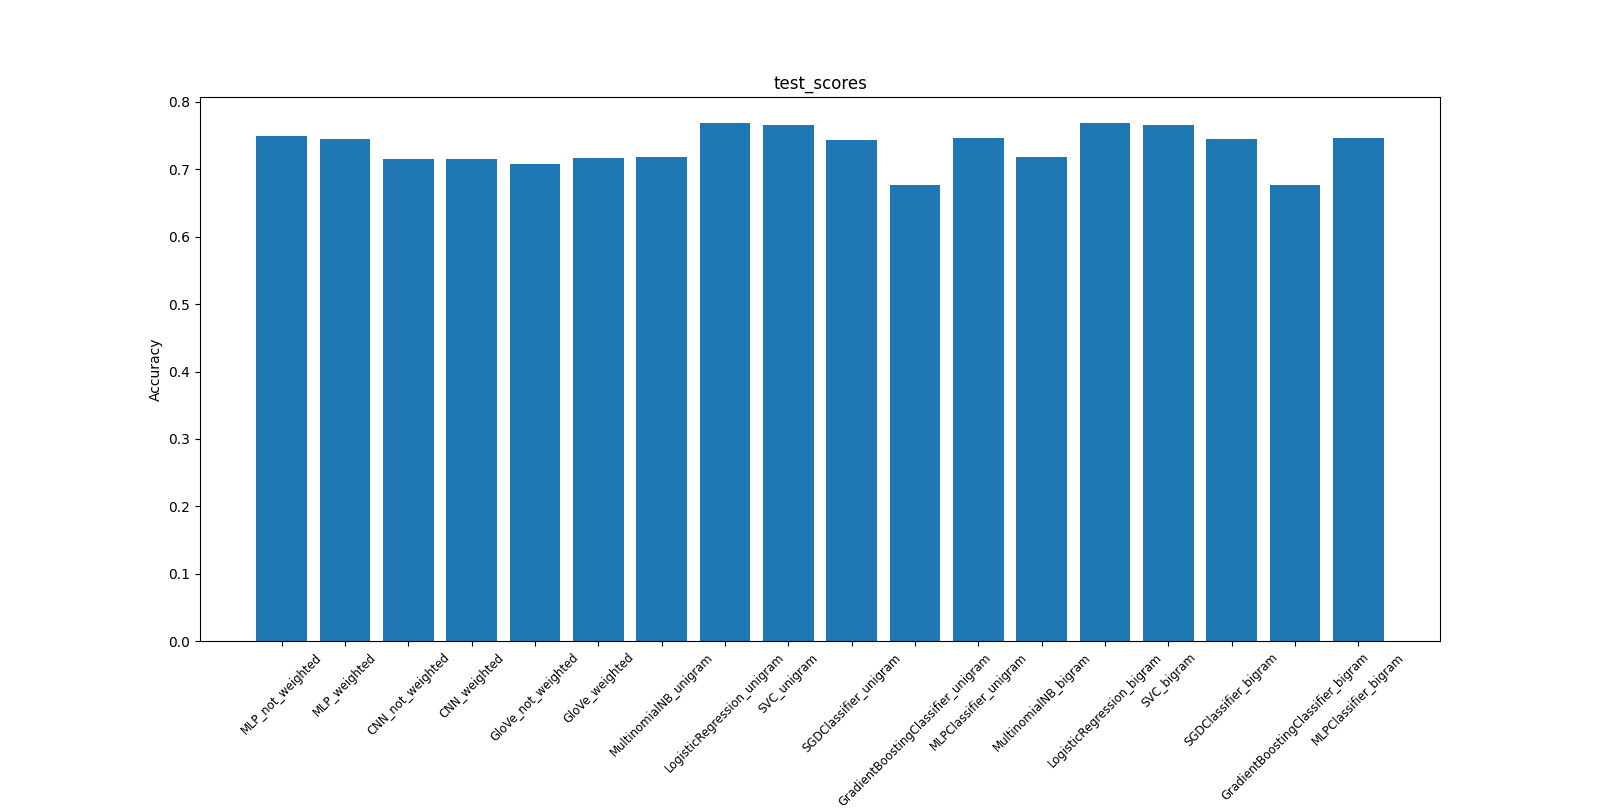 test_scores
0.8
0.7
0.6
0.5
0.4
0.3
0.2
0.1
0.0
Accuracy
MLP_not_weighted
MLP_weighted
CNN_not_weighted
CNN_weighted
GloVe_not_weighted
GloVe_weighted
MultinomialNB_unigram
LogisticRegression_unigram
SVC_unigram
SGDClassifier_unigram
GradientBoostingClassifier_unigram
MLPClassifier_unigram
MultinomialNB_bigram
LogisticRegression_bigram
SVC_bigram
SGDClassifier_bigram
GradientBoostingClassifier_bigram
MLPClassifier_bigram